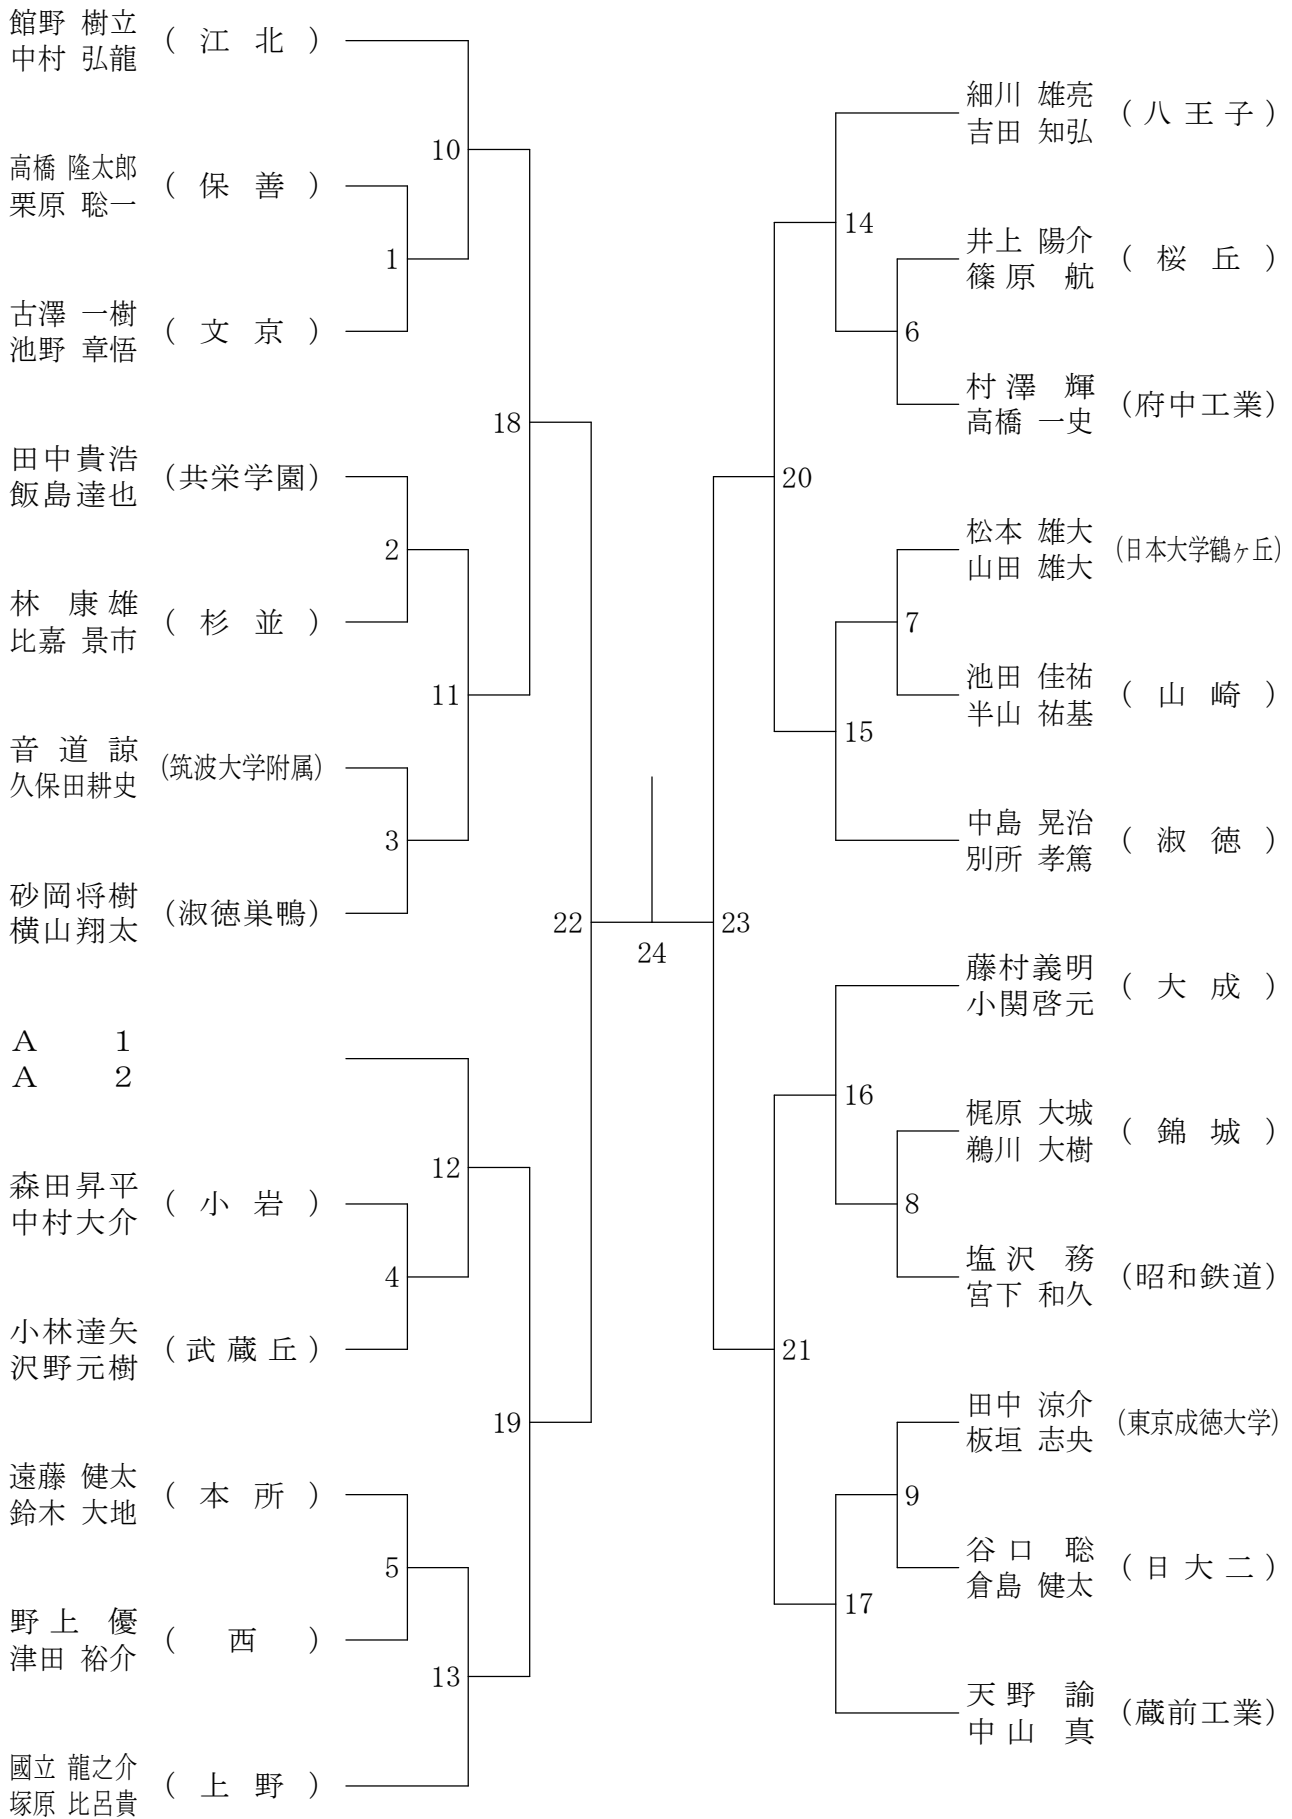 館野 樹立
中村 弘龍
( 江 北 )
高橋 隆太郎
栗原 聡一
( 保 善 )
古澤 一樹
池野 章悟
( 文 京 )
田中貴浩
飯島達也
(共栄学園)
林 康雄
比嘉 景市
( 杉 並 )
音道 諒
久保田耕史
(筑波大学附属)
砂岡将樹
横山翔太
(淑徳巣鴨)
A 1
A 2
森田昇平
中村大介
( 小 岩 )
小林達矢
沢野元樹
( 武 蔵 丘 )
遠藤 健太
鈴木 大地
( 本 所 )
野上 優
津田 裕介
( 西 )
國立 龍之介
塚原 比呂貴
( 上 野 )
10
1
18
2
11
3
22
12
4
19
5
13
24
23
14
6
20
7
15
16
8
21
9
17
細川 雄亮
吉田 知弘
( 八 王 子 )
井上 陽介
篠原 航
( 桜 丘 )
村澤 輝
高橋 一史
(府中工業)
松本 雄大
山田 雄大
(日本大学鶴ヶ丘)
池田 佳祐
半山 祐基
( 山 崎 )
中島 晃治
別所 孝篤
( 淑 徳 )
藤村義明
小関啓元
( 大 成 )
梶原 大城
鵜川 大樹
( 錦 城 )
塩沢 務
宮下 和久
(昭和鉄道)
田中 涼介
板垣 志央
(東京成徳大学)
谷口 聡
倉島 健太
( 日 大 二 )
天野 諭
中山 真
(蔵前工業)